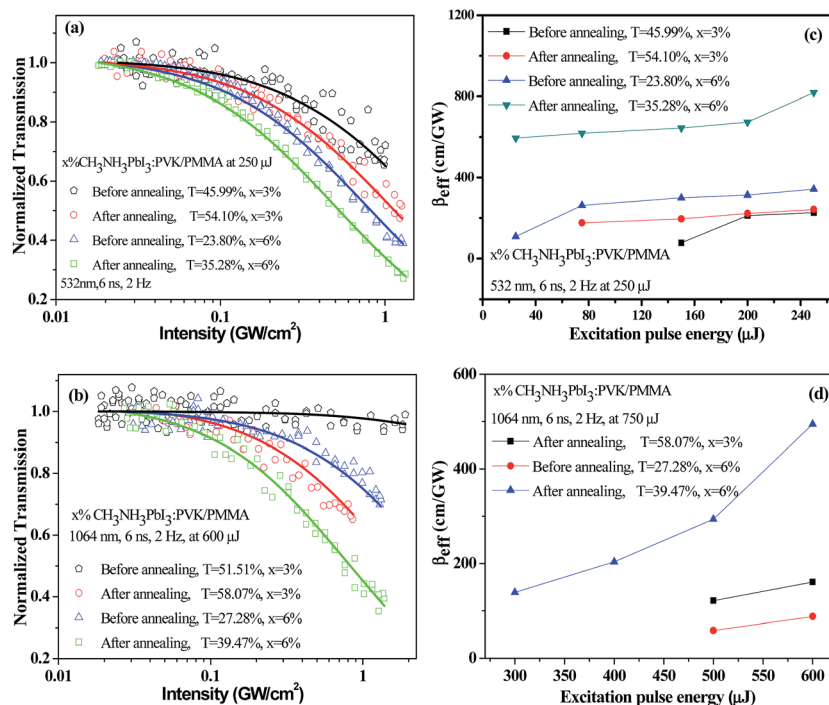 (a)
Normalized Transmission
1.0
0.8
0.6
0.4
0.2
x%CH3NH3PbI3:PVK/PMMA at 250 μJ
Before annealing, T=45.99%, x=3%
After annealing, T=54.10%, x=3%
Before annealing, T=23.80%, x=6%
After annealing, T=35.28%, x=6%
532nm,6 ns, 2 Hz
0.01 0.1 1
Intensity (GW/cm²)
(c)
βeff (cm/GW)
1200
800
400
0
Before annealing, T=45.99%, x=3%
After annealing, T=54.10%, x=3%
Before annealing, T=23.80%, x=6%
After annealing, T=35.28%, x=6%
x% CH3NH3PbI3:PVK/PMMA
532 nm, 6 ns, 2 Hz at 250 μJ
40 80 120 160 200 240
Excitation pulse energy (μJ)
(b)
Normalized Transmission
1.0
0.8
0.6
0.4
0.2
x% CH3NH3PbI3:PVK/PMMA
1064 nm, 6 ns, 2 Hz, at 600 μJ
Before annealing, T=51.51%, x=3%
After annealing, T=58.07%, x=3%
Before annealing, T=27.28%, x=6%
After annealing, T=39.47%, x=6%
0.01 0.1 1
Intensity (GW/cm²)
(d)
βeff (cm/GW)
600
400
200
0
x% CH3NH3PbI3:PVK/PMMA
1064 nm, 6 ns, 2 Hz, at 750 μJ
After annealing, T=58.07%, x=3%
Before annealing, T=27.28%, x=6%
After annealing, T=39.47%, x=6%
300 350 400 450 500 550 600
Excitation pulse energy (μJ)